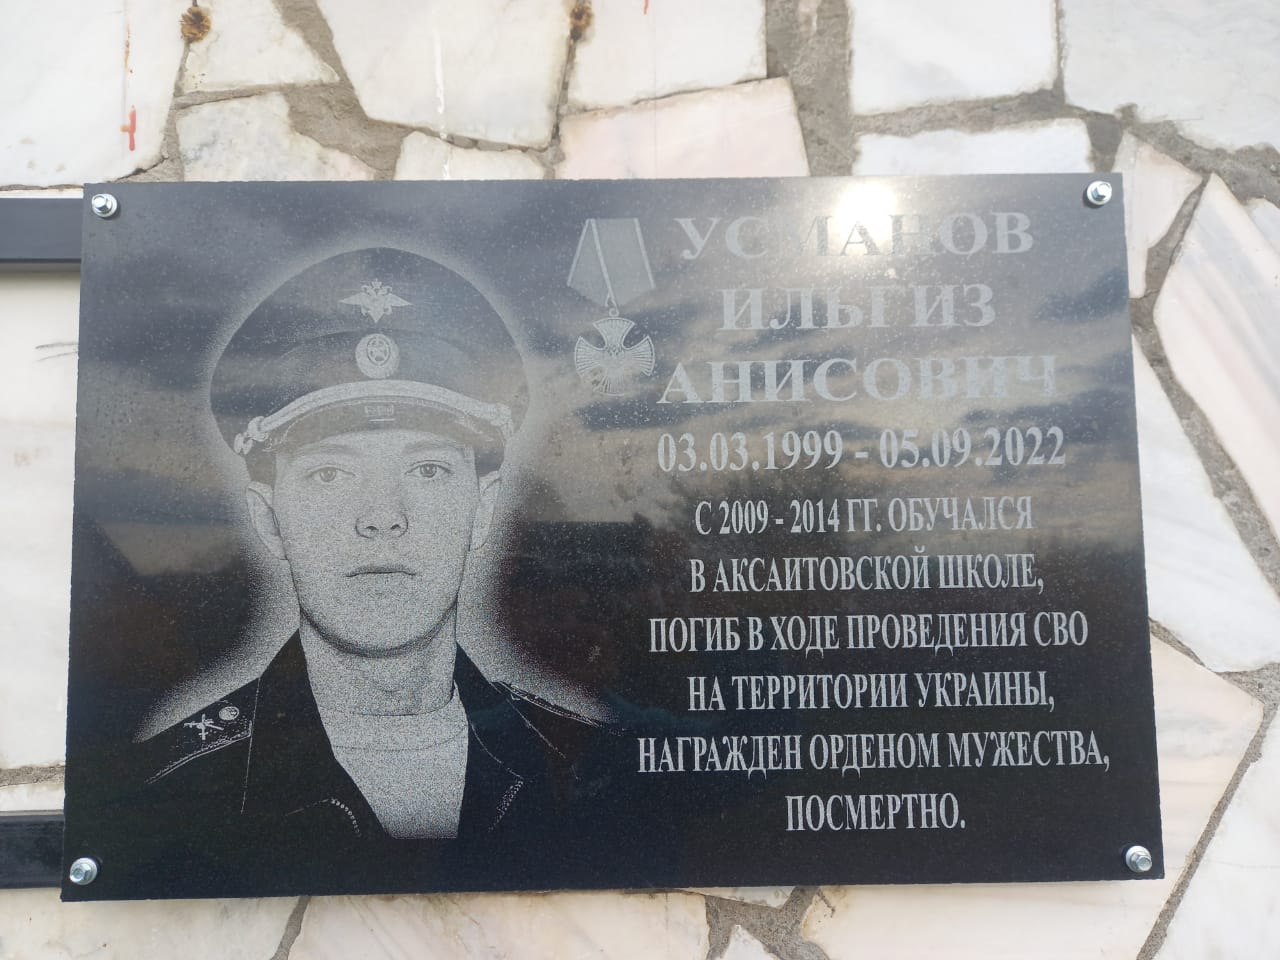 УСМАНОВ
ИЛЬГИЗ
АНИСОВИЧ
03.03.1999 - 05.09.2022
С 2009 - 2014 ГГ. ОБУЧАЛСЯ
В АКСАИТОВСКОЙ ШКОЛЕ,
ПОГИБ В ХОДЕ ПРОВЕДЕНИЯ СВО
НА ТЕРРИТОРИИ УКРАИНЫ,
НАГРАЖДЕН ОРДЕНОМ МУЖЕСТВА,
ПОСМЕРТНО.